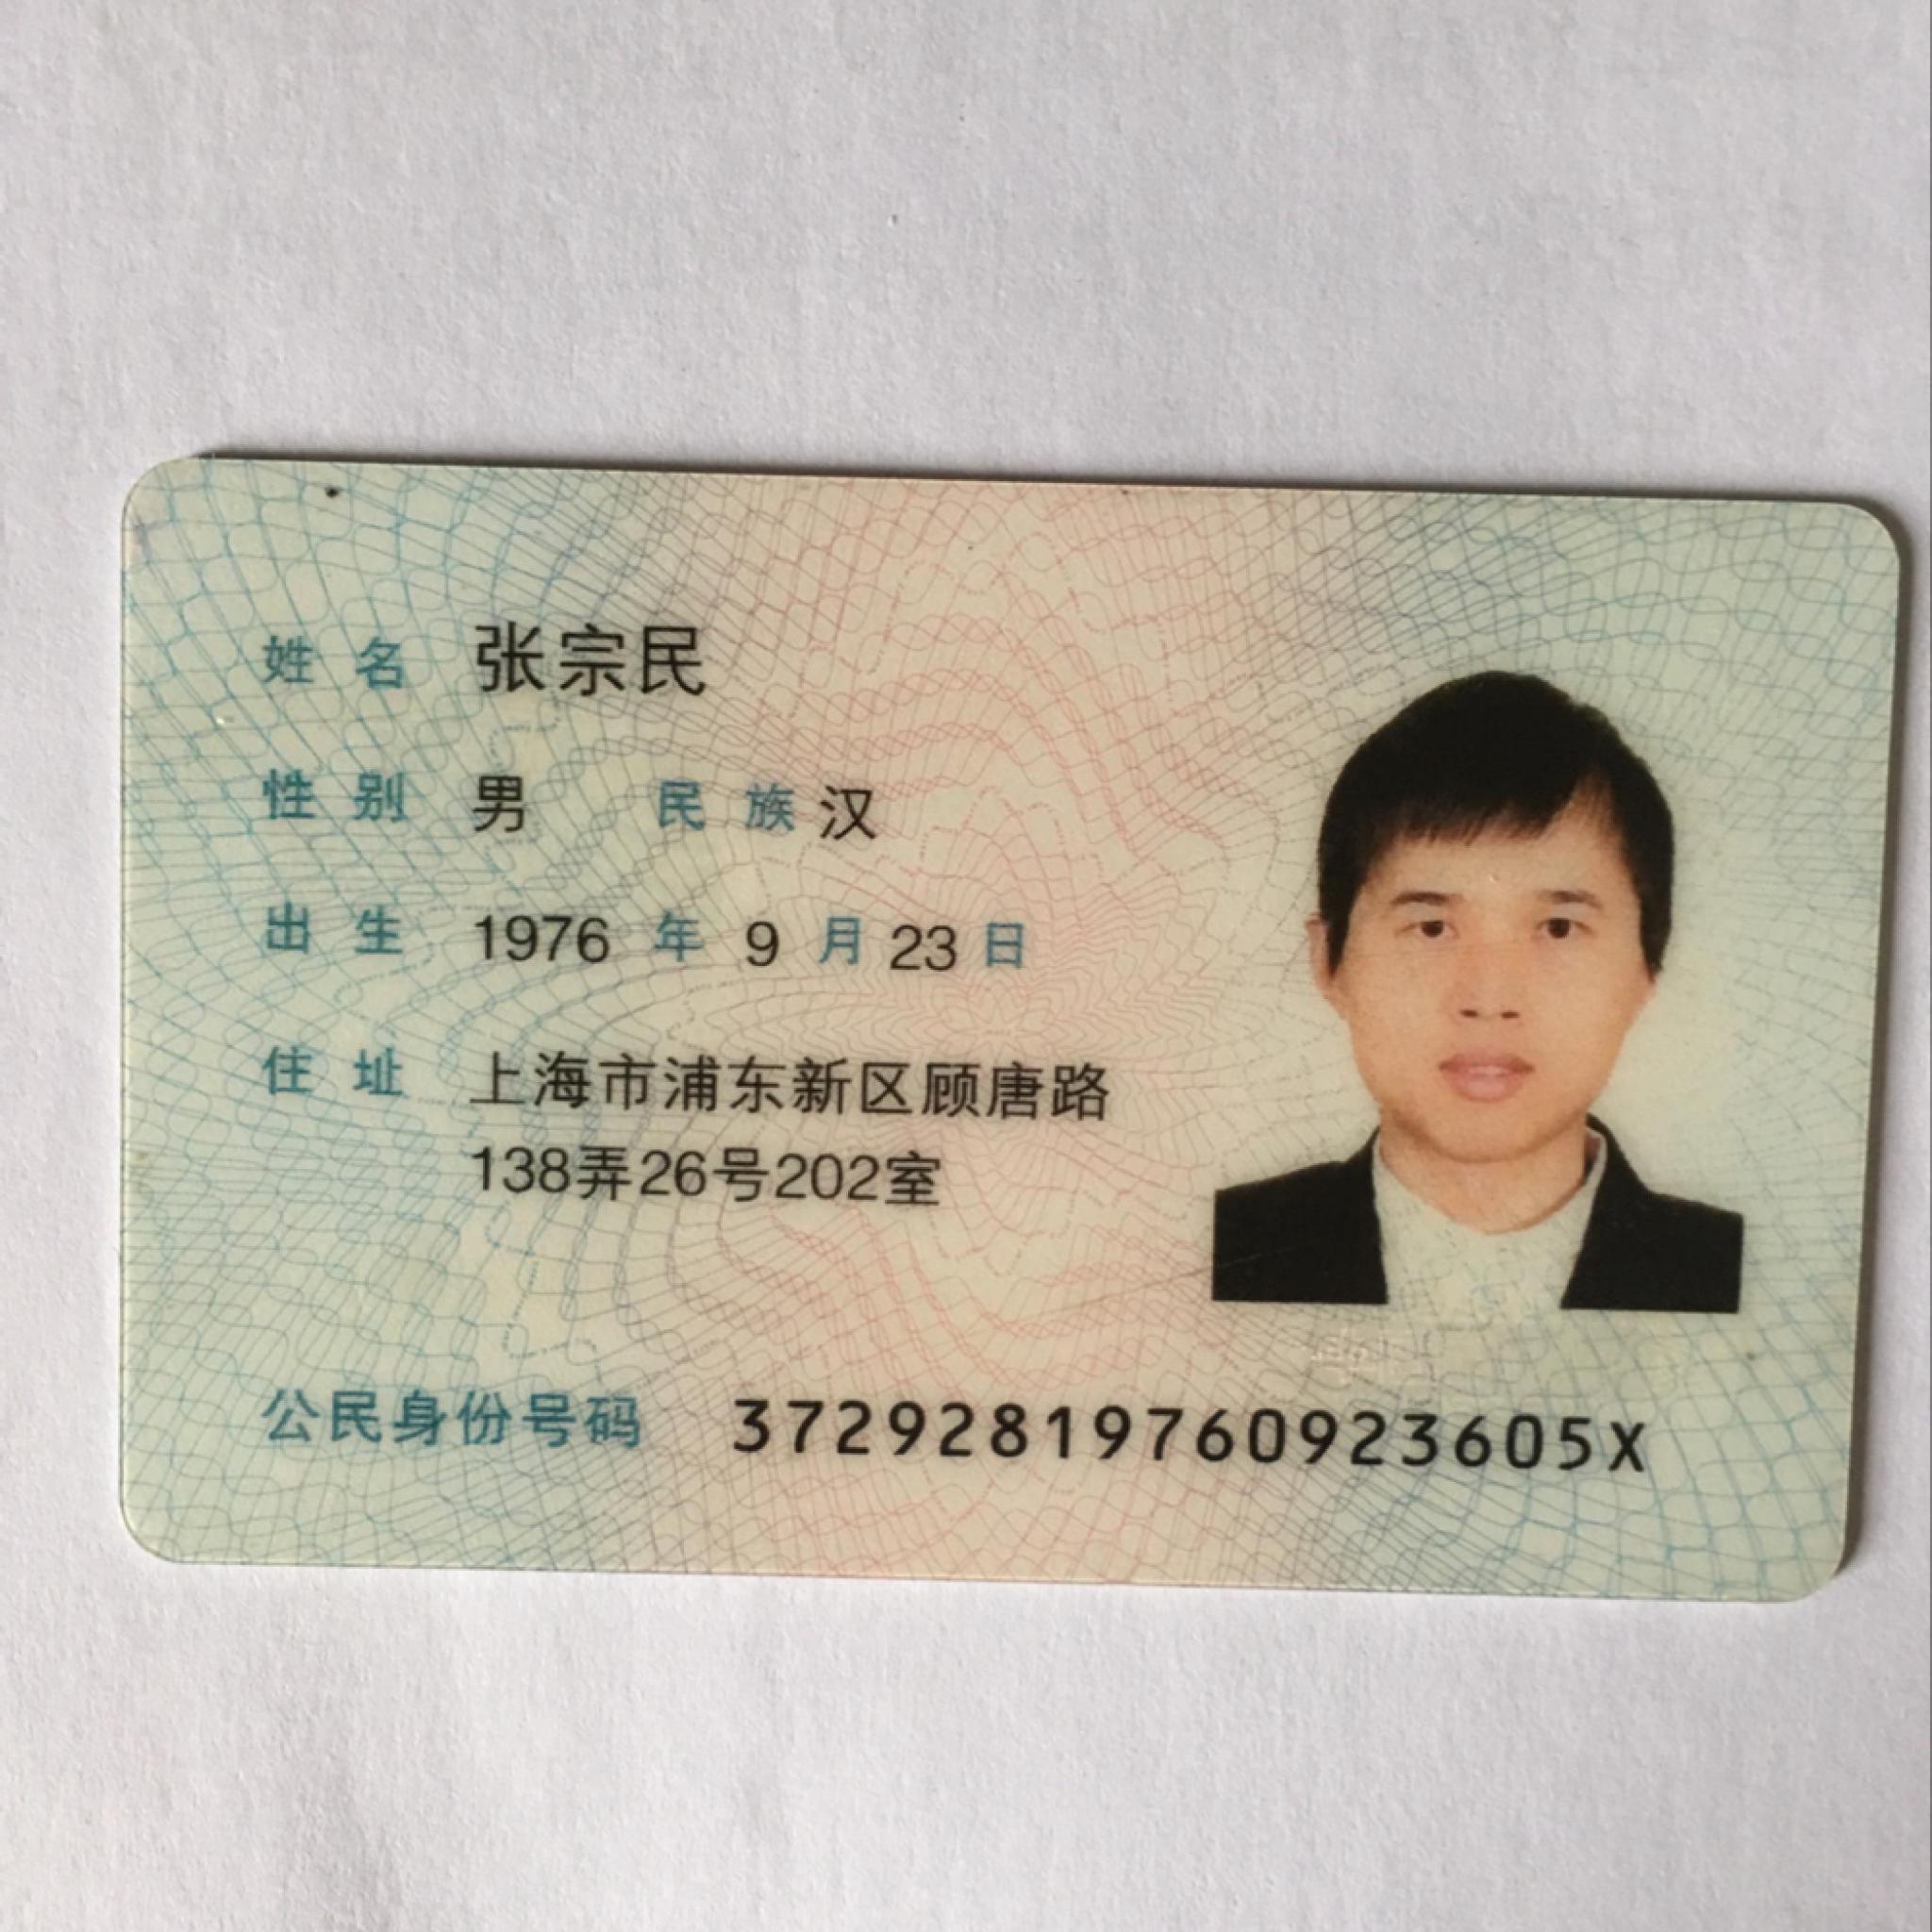 姓名 张宗民
性别 男 民族 汉
出生 1976 年 9 月 23 日
住址 上海市浦东新区顾唐路
138弄26号202室
公民身份号码 37292819760923605X